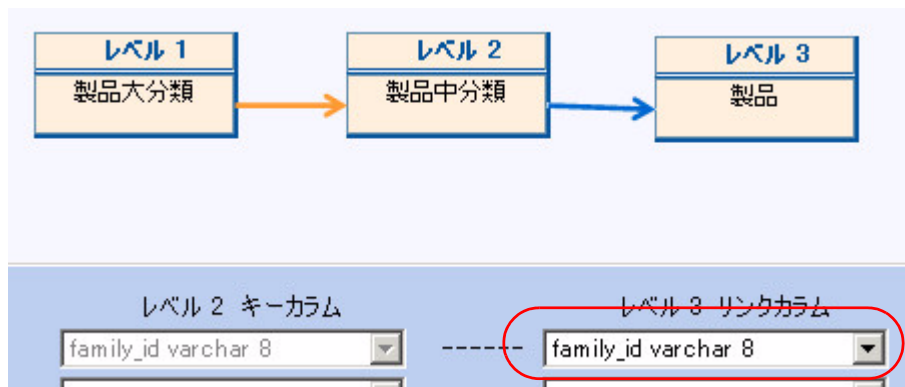 レベル 1
レベル 2
レベル 3
製品大分類
製品中分類
製品
レベル 2 キーカラム
レベル 3 リンクカラム
family_id varchar 8
------
family_id varchar 8